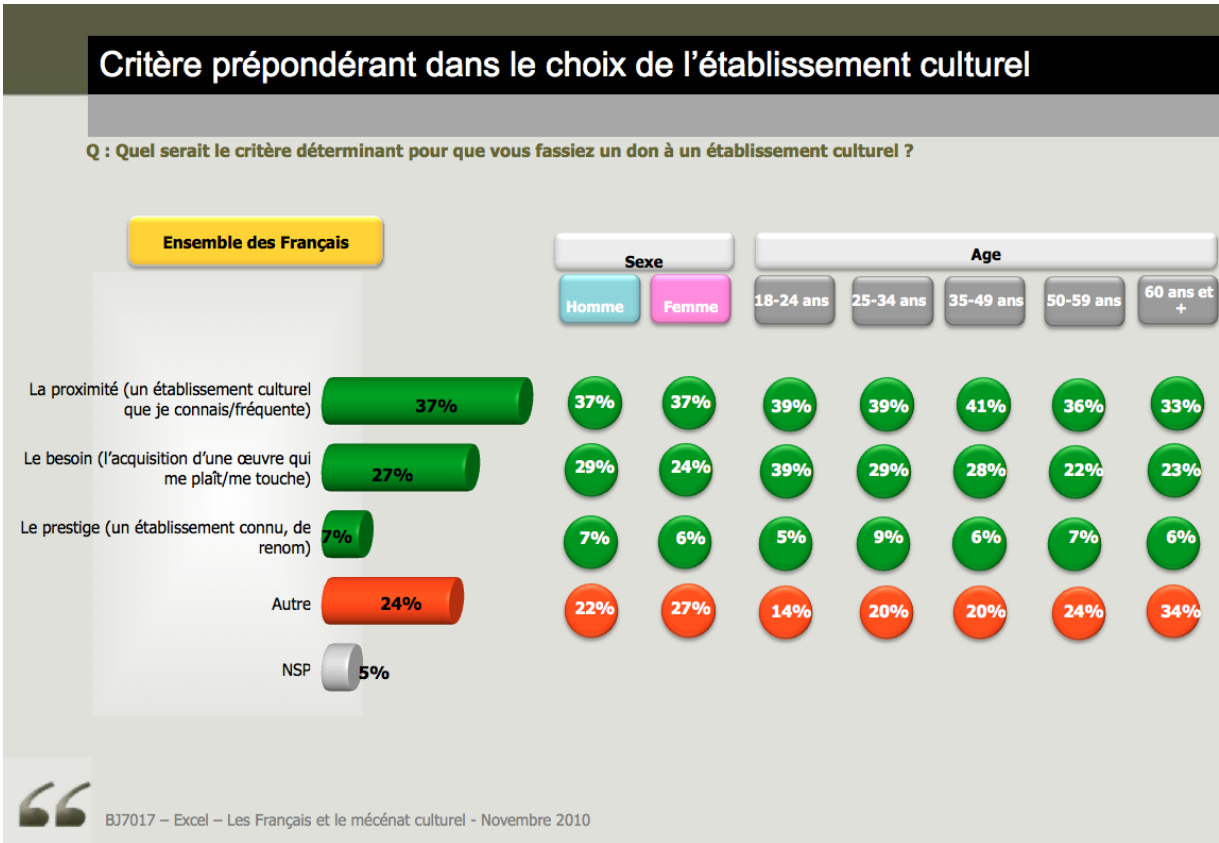 Critère prépondérant dans le choix de l’établissement culturel
Q : Quel serait le critère déterminant pour que vous fassiez un don à un établissement culturel ?
Ensemble des Français
Sexe
Age
Homme
Femme
18-24 ans
25-34 ans
35-49 ans
50-59 ans
60 ans et
+
La proximité (un établissement culturel
que je connais/fréquente)
37%
37%
37%
39%
39%
41%
36%
33%
Le besoin (l’acquisition d’une œuvre qui
me plaît/me touche)
27%
29%
24%
39%
29%
28%
22%
23%
Le prestige (un établissement connu, de
renom)
7%
7%
6%
5%
9%
6%
7%
6%
Autre
24%
22%
27%
14%
20%
20%
24%
34%
NSP
5%
BJ7017 – Excel – Les Français et le mécénat culturel - Novembre 2010